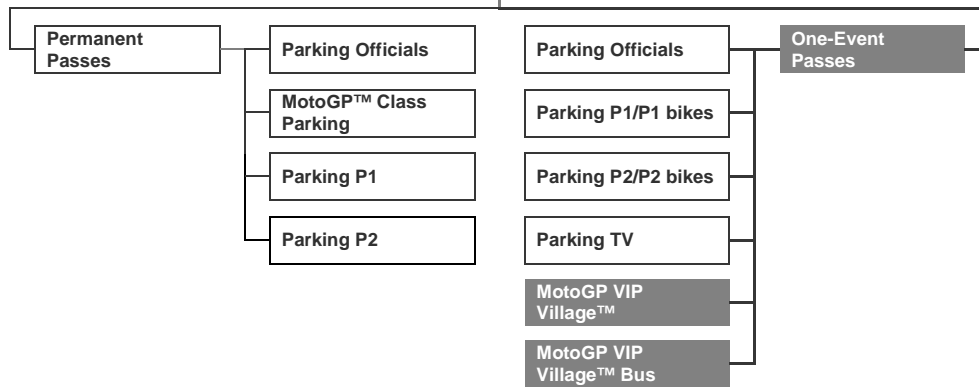 Permanent
Passes
Parking Officials
MotoGP™ Class
Parking
Parking P1
Parking P2
Parking Officials
Parking P1/P1 bikes
Parking P2/P2 bikes
Parking TV
MotoGP VIP
Village™
MotoGP VIP
Village™ Bus
One-Event
Passes